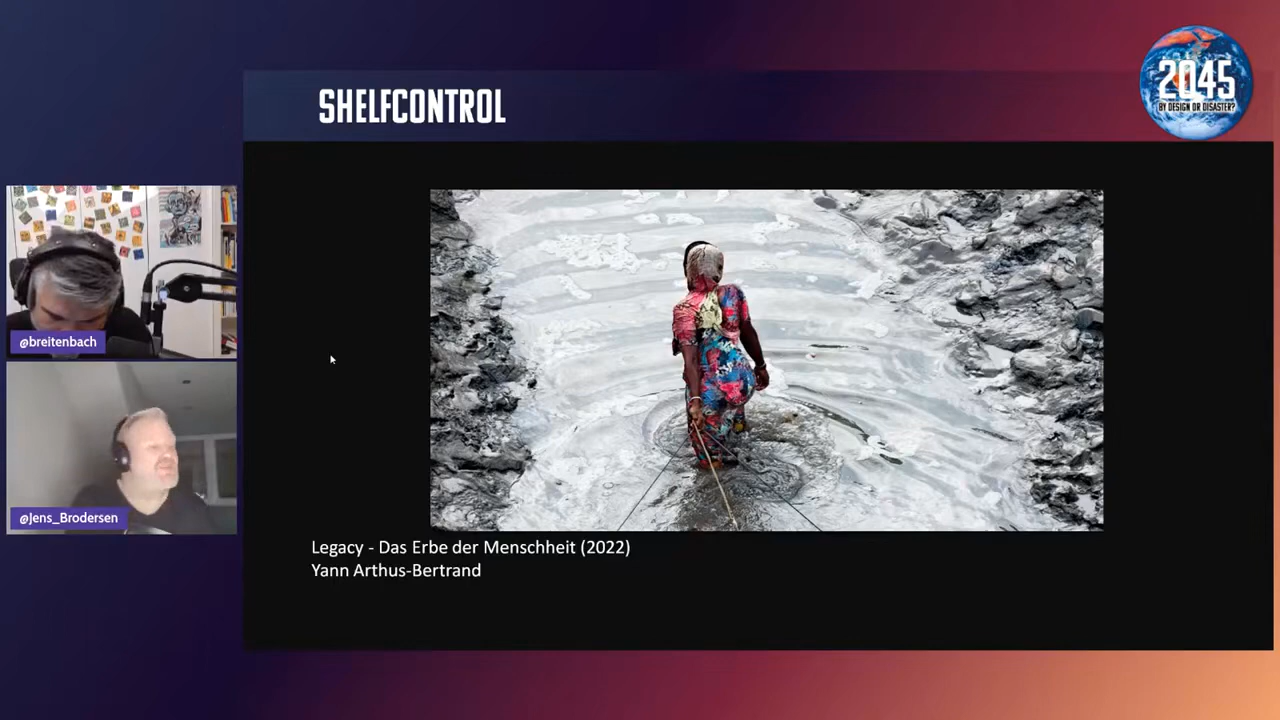 SHELFCONTROL
2045
BY DESIGN OR DISASTER?
@breitenbach
@Jens_Brodersen
Legacy - Das Erbe der Menschheit (2022)
Yann Arthus-Bertrand